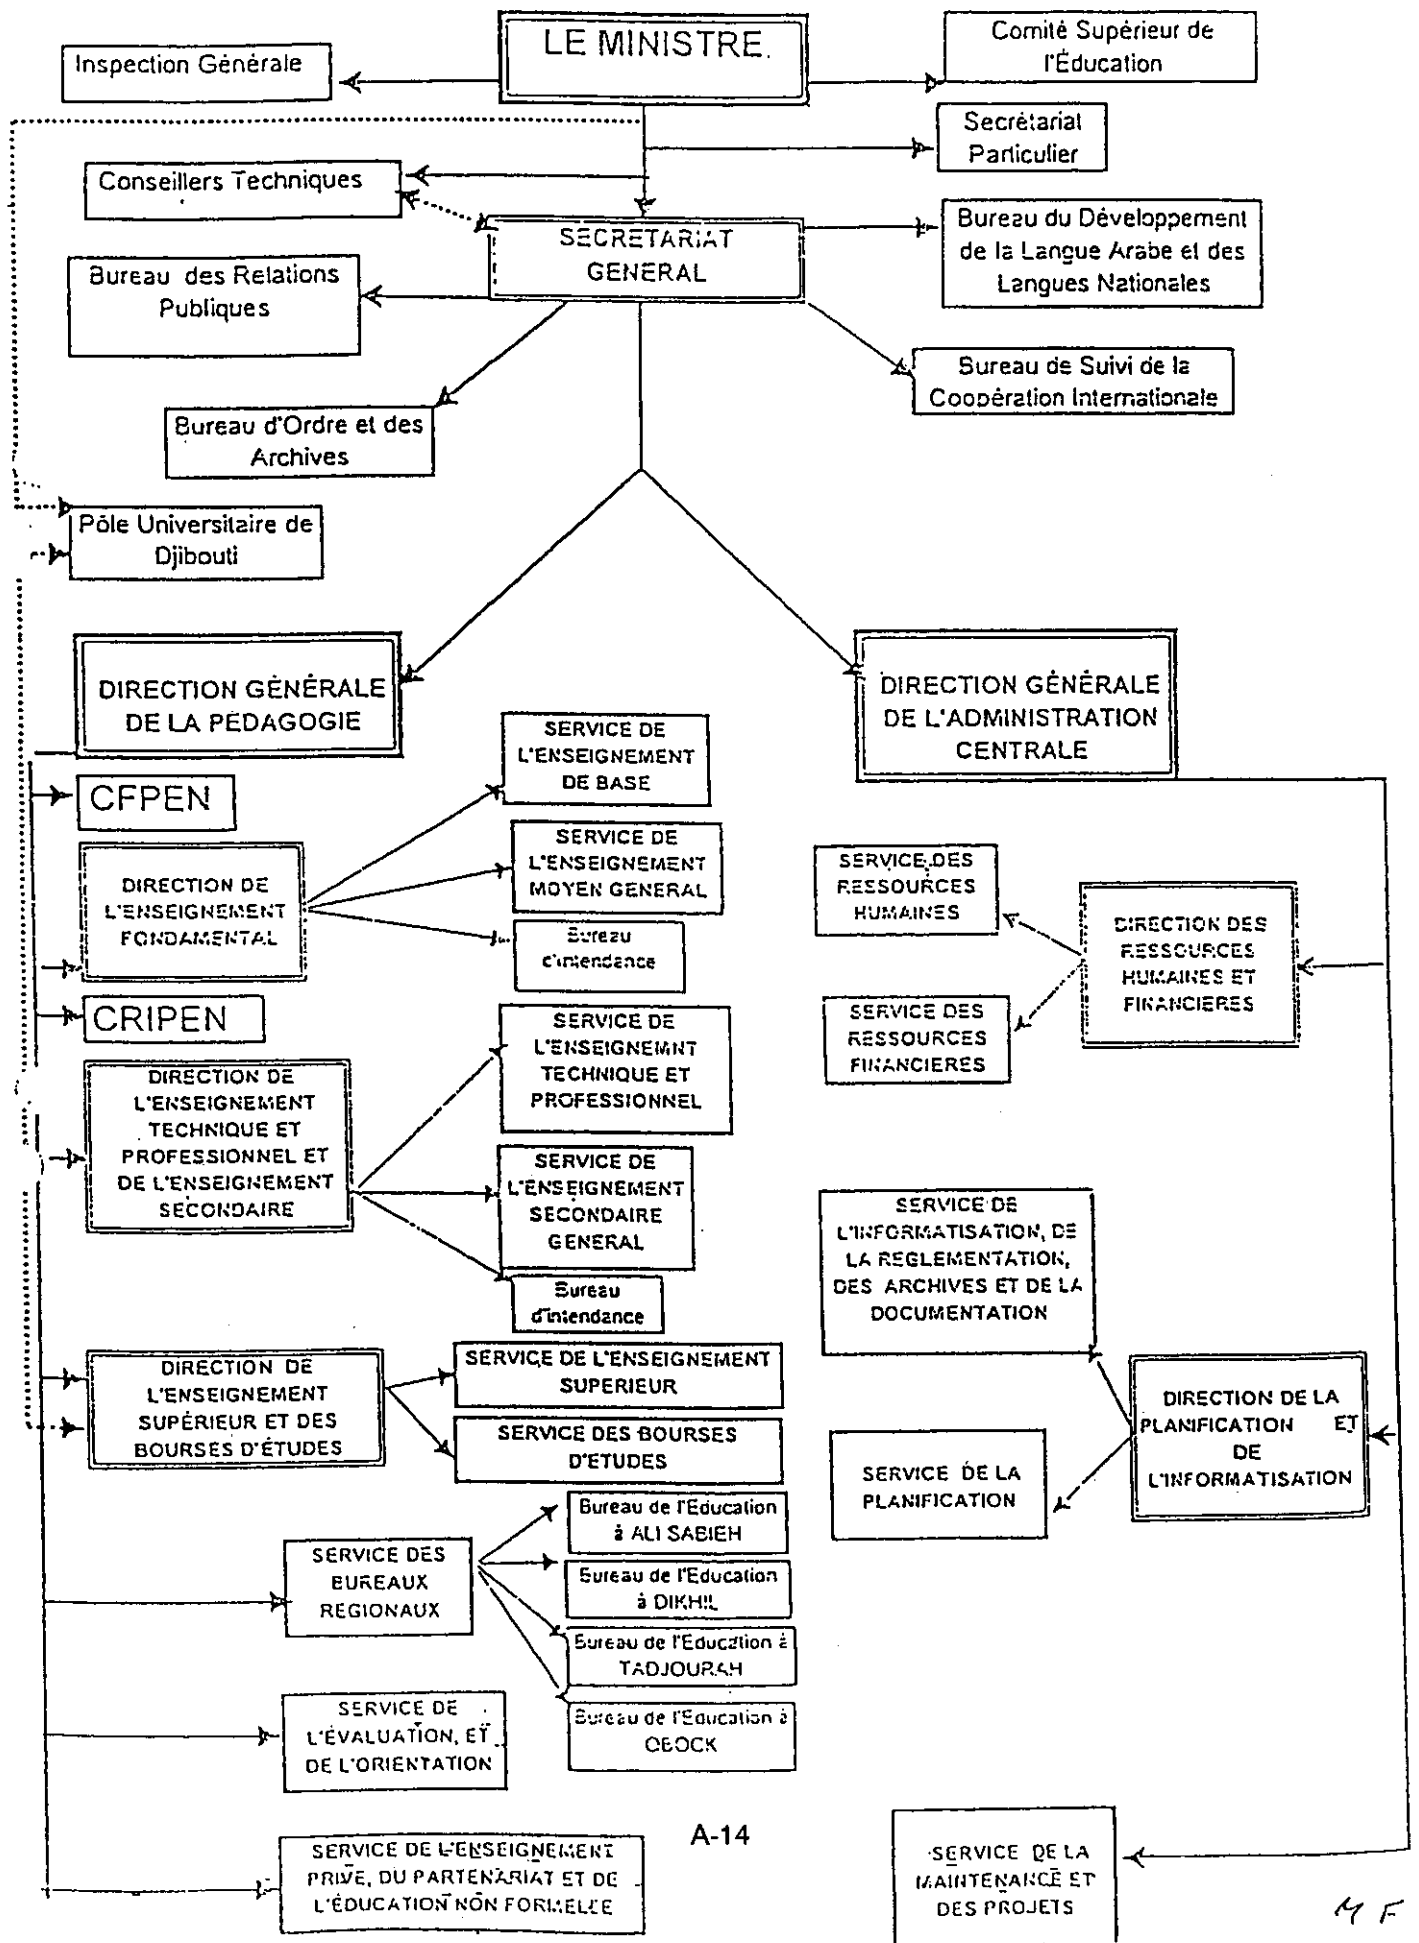 LE MINISTRE.
Inspection Générale
Comité Supérieur de
l'Éducation
Secrétariat
Particulier
Conseillers Techniques
SECRETARIAT
GENERAL
Bureau du Développement
de la Langue Arabe et des
Langues Nationales
Bureau des Relations
Publiques
Bureau de Suivi de la
Coopération Internationale
Bureau d'Ordre et des
Archives
Pôle Universitaire de
Djibouti
DIRECTION GÉNÉRALE
DE LA PÉDAGOGIE
DIRECTION GÉNÉRALE
DE L'ADMINISTRATION
CENTRALE
CFPEN
SERVICE DE
L'ENSEIGNEMENT
DE BASE
DIRECTION DE
L'ENSEIGNEMENT
FONDAMENTAL
SERVICE DE
L'ENSEIGNEMENT
MOYEN GENERAL
Bureau
d'intendance
SERVICE DES
RESSOURCES
HUMAINES
DIRECTION DES
RESSOURCES
HUMAINES ET
FINANCIERES
SERVICE DES
RESSOURCES
FINANCIERES
CRIPEN
DIRECTION DE
L'ENSEIGNEMENT
TECHNIQUE ET
PROFESSIONNEL ET
DE L'ENSEIGNEMENT
SECONDAIRE
SERVICE DE
L'ENSEIGNEMNT
TECHNIQUE ET
PROFESSIONNEL
SERVICE DE
L'ENSEIGNEMENT
SECONDAIRE
GENERAL
Bureau
d'intendance
SERVICE DE
L'INFORMATISATION, DE
LA REGLEMENTATION,
DES ARCHIVES ET DE LA
DOCUMENTATION
DIRECTION DE
L'ENSEIGNEMENT
SUPÉRIEUR ET DES
BOURSES D'ÉTUDES
SERVICE DE L'ENSEIGNEMENT
SUPERIEUR
SERVICE DES BOURSES
D'ETUDES
DIRECTION DE LA
PLANIFICATION ET
DE
L'INFORMATISATION
SERVICE DE LA
PLANIFICATION
SERVICE DES
BUREAUX
REGIONAUX
Bureau de l'Education
à ALI SABIEH
Bureau de l'Education
à DIKHIL
Bureau de l'Education à
TADJOURAH
Bureau de l'Education à
OBOCK
SERVICE DE
L'ÉVALUATION, ET
DE L'ORIENTATION
SERVICE DE L'ENSEIGNEMENT
PRIVE, DU PARTENARIAT ET DE
L'ÉDUCATION NON FORMELLE
A-14
SERVICE DE LA
MAINTENANCE ET
DES PROJETS
M F